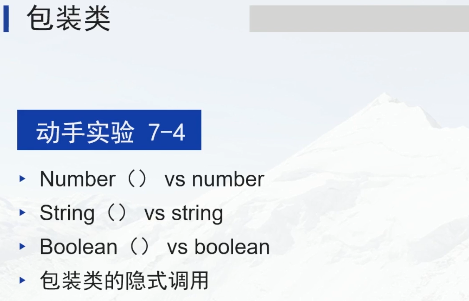 包装类
动手实验 7-4
Number（） vs number
String（） vs string
Boolean（） vs boolean
包装类的隐式调用